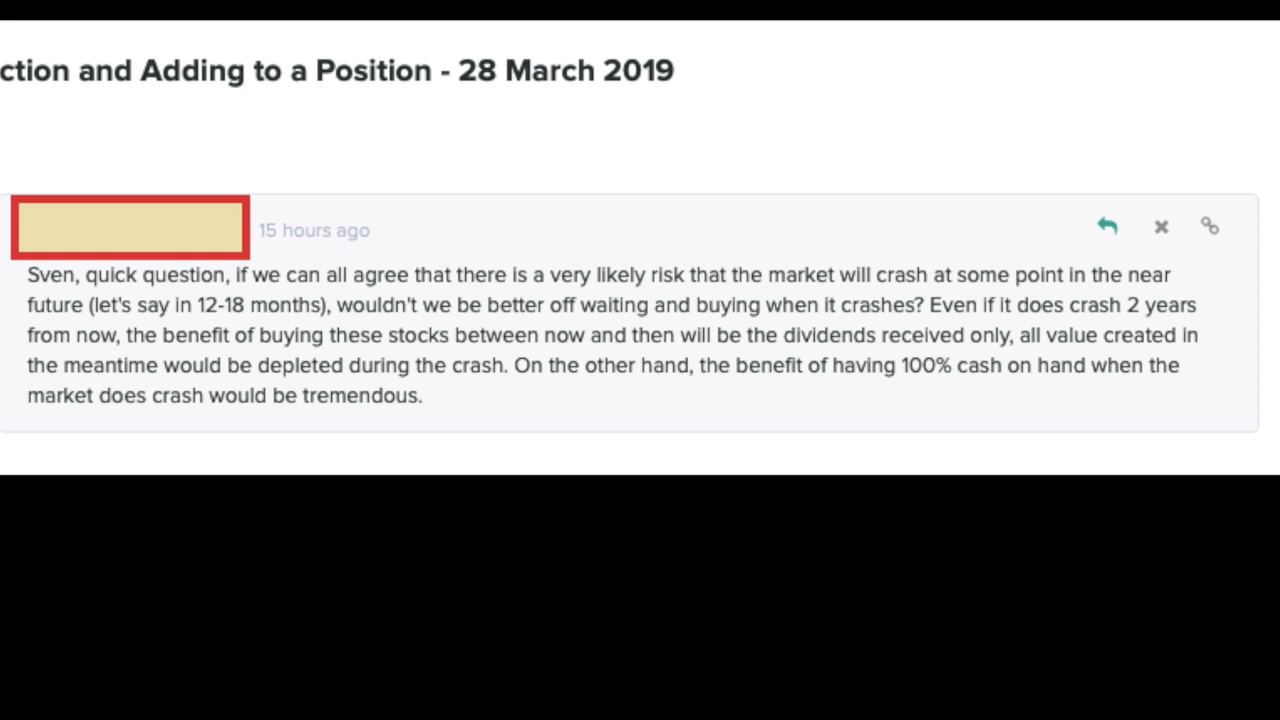 ction and Adding to a Position - 28 March 2019
15 hours ago
Sven, quick question, if we can all agree that there is a very likely risk that the market will crash at some point in the near
future (let's say in 12-18 months), wouldn't we be better off waiting and buying when it crashes? Even if it does crash 2 years
from now, the benefit of buying these stocks between now and then will be the dividends received only, all value created in
the meantime would be depleted during the crash. On the other hand, the benefit of having 100% cash on hand when the
market does crash would be tremendous.